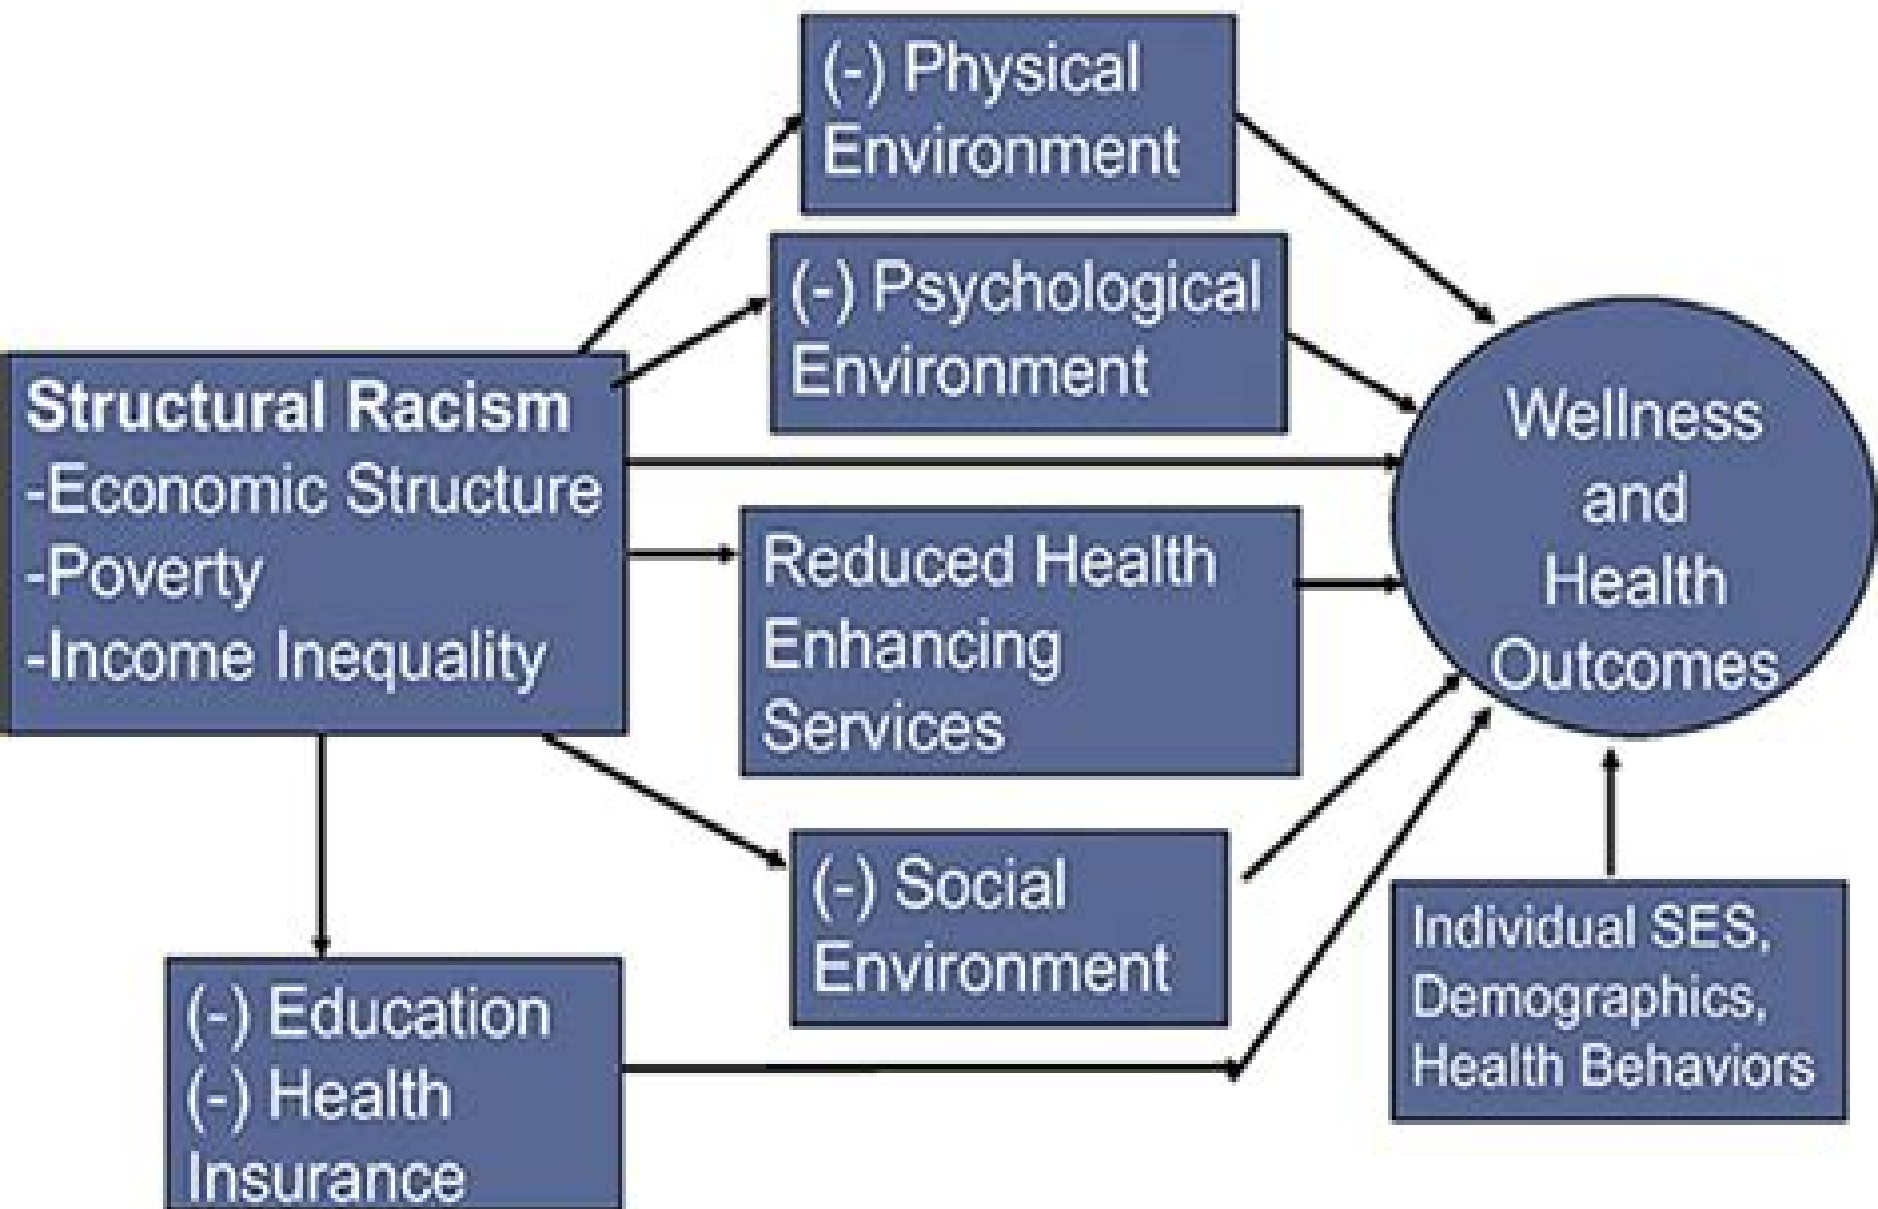 (-) Physical
Environment
(-) Psychological
Environment
Structural Racism
-Economic Structure
-Poverty
-Income Inequality
Wellness
and
Health
Outcomes
Reduced Health
Enhancing
Services
(-) Social
Environment
(-) Education
(-) Health
Insurance
Individual SES,
Demographics,
Health Behaviors